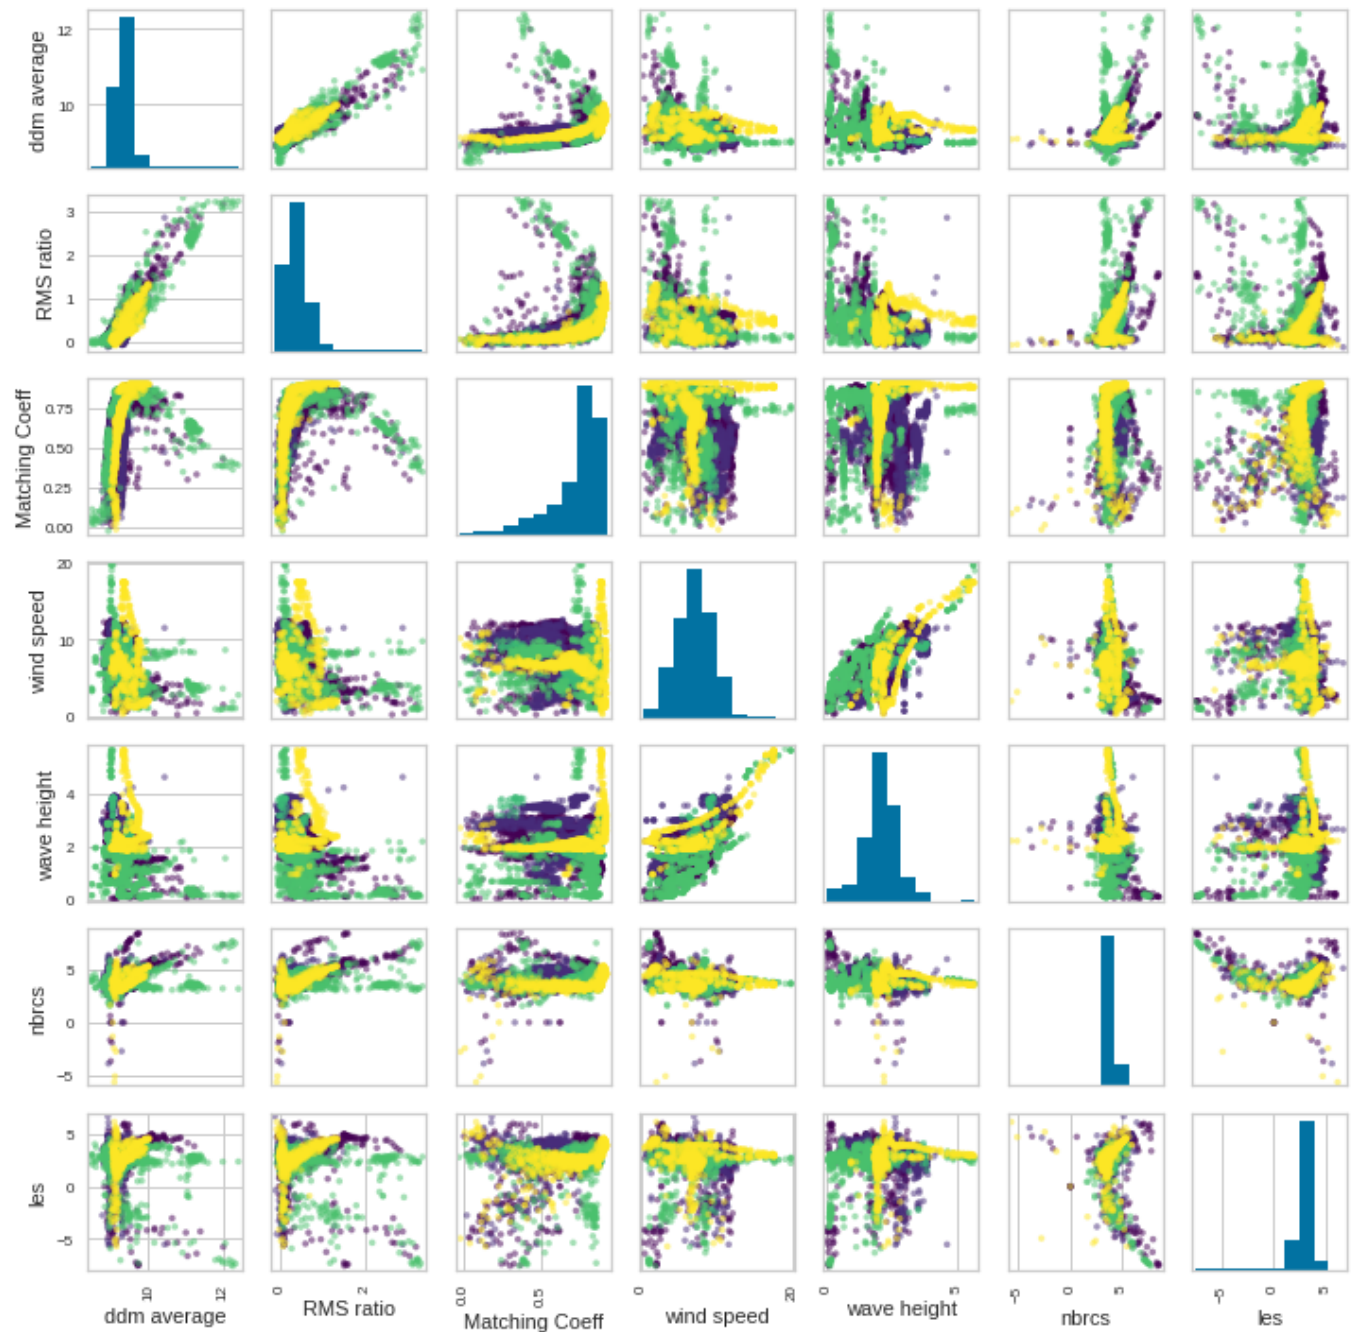 12
10
ddm average
3
2
1
0
RMS ratio
0.75
0.50
0.25
0.00
Matching Coeff
20
10
0
wind speed
4
2
0
wave height
5
0
−5
nbrcs
5
0
−5
les
10 12 0 2 0.0 0.5 0 20 0 5 −5 0 5 −5 0 5
ddm average RMS ratio Matching Coeff wind speed wave height nbrcs les